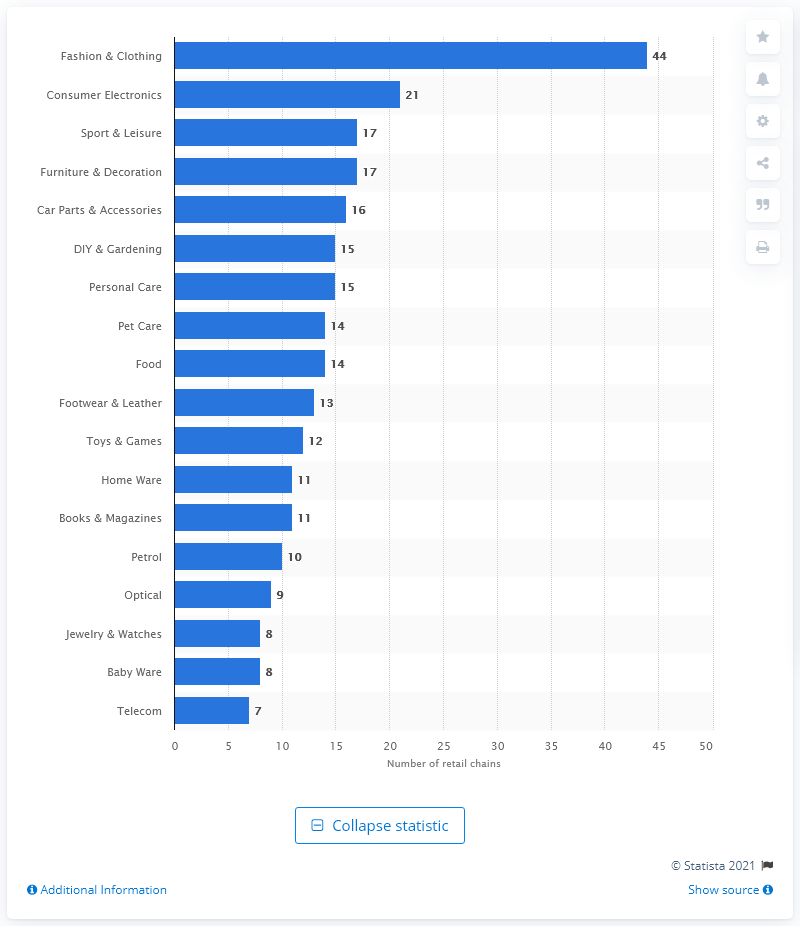 Fashion & Clothing 44
Consumer Electronics 21
Sport & Leisure 17
Furniture & Decoration 17
Car Parts & Accessories 16
DIY & Gardening 15
Personal Care 15
Pet Care 14
Food 14
Footwear & Leather 13
Toys & Games 12
Home Ware 11
Books & Magazines 11
Petrol 10
Optical 9
Jewelry & Watches 8
Baby Ware 8
Telecom 7
0 5 10 15 20 25 30 35 40 45 50
Number of retail chains
Collapse statistic
© Statista 2021
Additional Information Show source